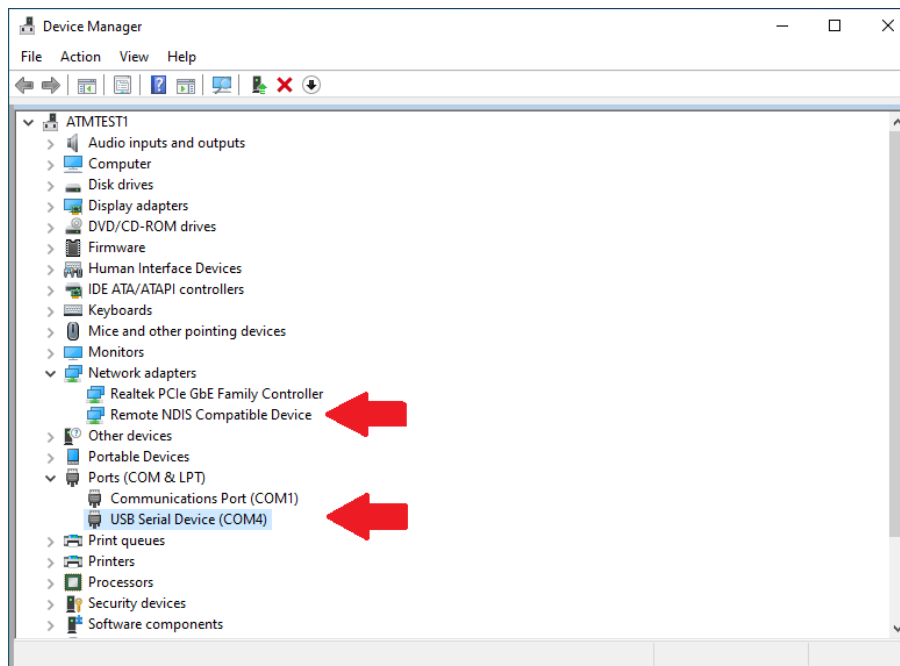 Device Manager
File Action View Help
ATMTEST1
Audio inputs and outputs
Computer
Disk drives
Display adapters
DVD/CD-ROM drives
Firmware
Human Interface Devices
IDE ATA/ATAPI controllers
Keyboards
Mice and other pointing devices
Monitors
Network adapters
Realtek PCIe GbE Family Controller
Remote NDIS Compatible Device
Other devices
Portable Devices
Ports (COM & LPT)
Communications Port (COM1)
USB Serial Device (COM4)
Print queues
Printers
Processors
Security devices
Software components